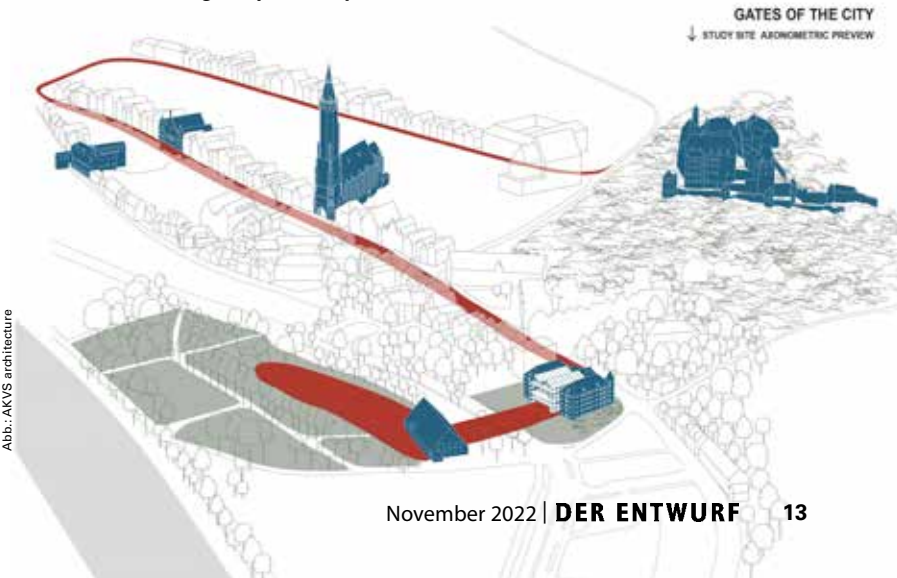 GATES OF THE CITY
↓ STUDY SITE AXONOMETRIC PREVIEW
Abb.: AKVS architecture
November 2022 | DER ENTWURF 13